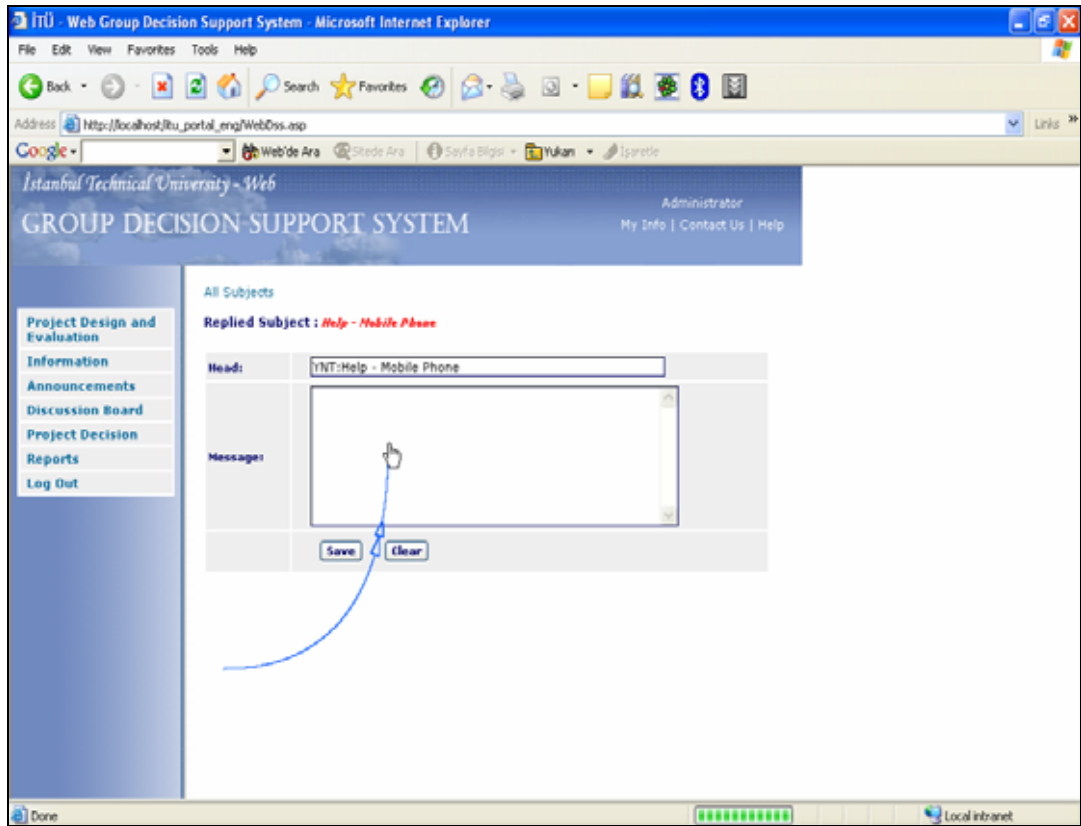 İTÜ - Web Group Decision Support System - Microsoft Internet Explorer
File Edit View Favorites Tools Help
Back Search Favorites
Address http://localhost/itu_portal_eng/WebDss.asp Links
Google Web'de Ara Sitede Ara Sayfa Bilgisi Yukarı İşaretle
İstanbul Technical University - Web
GROUP DECISION SUPPORT SYSTEM
Administrator
My Info | Contact Us | Help
All Subjects
Replied Subject : Help - Mobile Phone
Project Design and
Evaluation
Information
Announcements
Discussion Board
Project Decision
Reports
Log Out
Head: YNT:Help - Mobile Phone
Message:
Save Clear
Done Local intranet